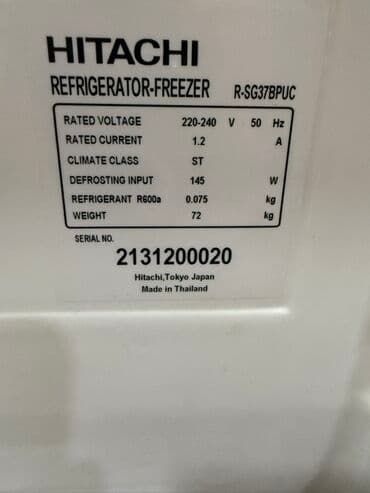 HITACHI
REFRIGERATOR-FREEZER R-SG37BPUC
RATED VOLTAGE 220-240 V 50 Hz
RATED CURRENT 1.2 A
CLIMATE CLASS ST
DEFROSTING INPUT 145 W
REFRIGERANT R600a 0.075 kg
WEIGHT 72 kg
SERIAL NO.
2131200020
Hitachi,Tokyo Japan
Made in Thailand